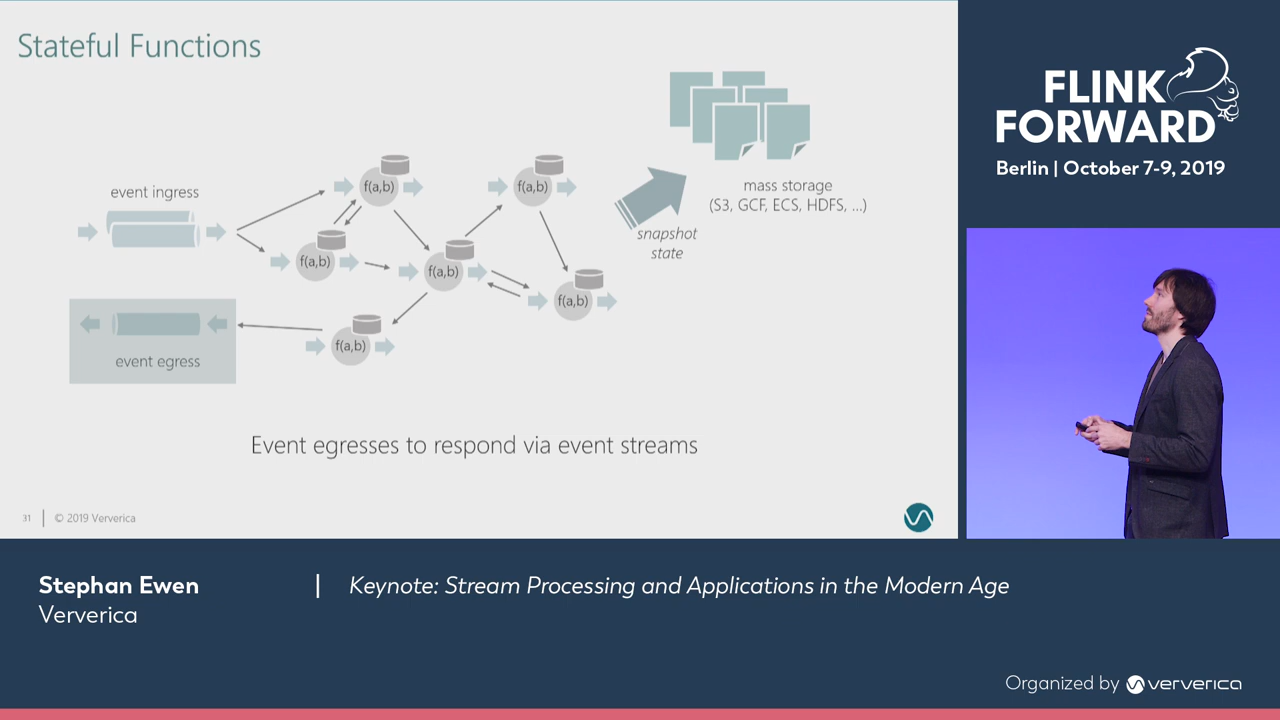 Stateful Functions
event ingress
f(a,b)
f(a,b)
f(a,b)
f(a,b)
f(a,b)
f(a,b)
event egress
snapshot
state
mass storage
(S3, GCF, ECS, HDFS, ...)
Event egresses to respond via event streams
31 | © 2019 Ververica
FLINK
FORWARD
Berlin | October 7-9, 2019
Stephan Ewen | Keynote: Stream Processing and Applications in the Modern Age
Ververica
Organized by ververica